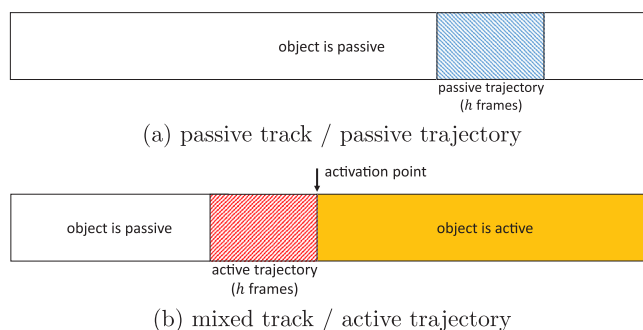 object is passive
passive trajectory
(h frames)
(a) passive track / passive trajectory
activation point
object is passive
object is active
active trajectory
(h frames)
(b) mixed track / active trajectory